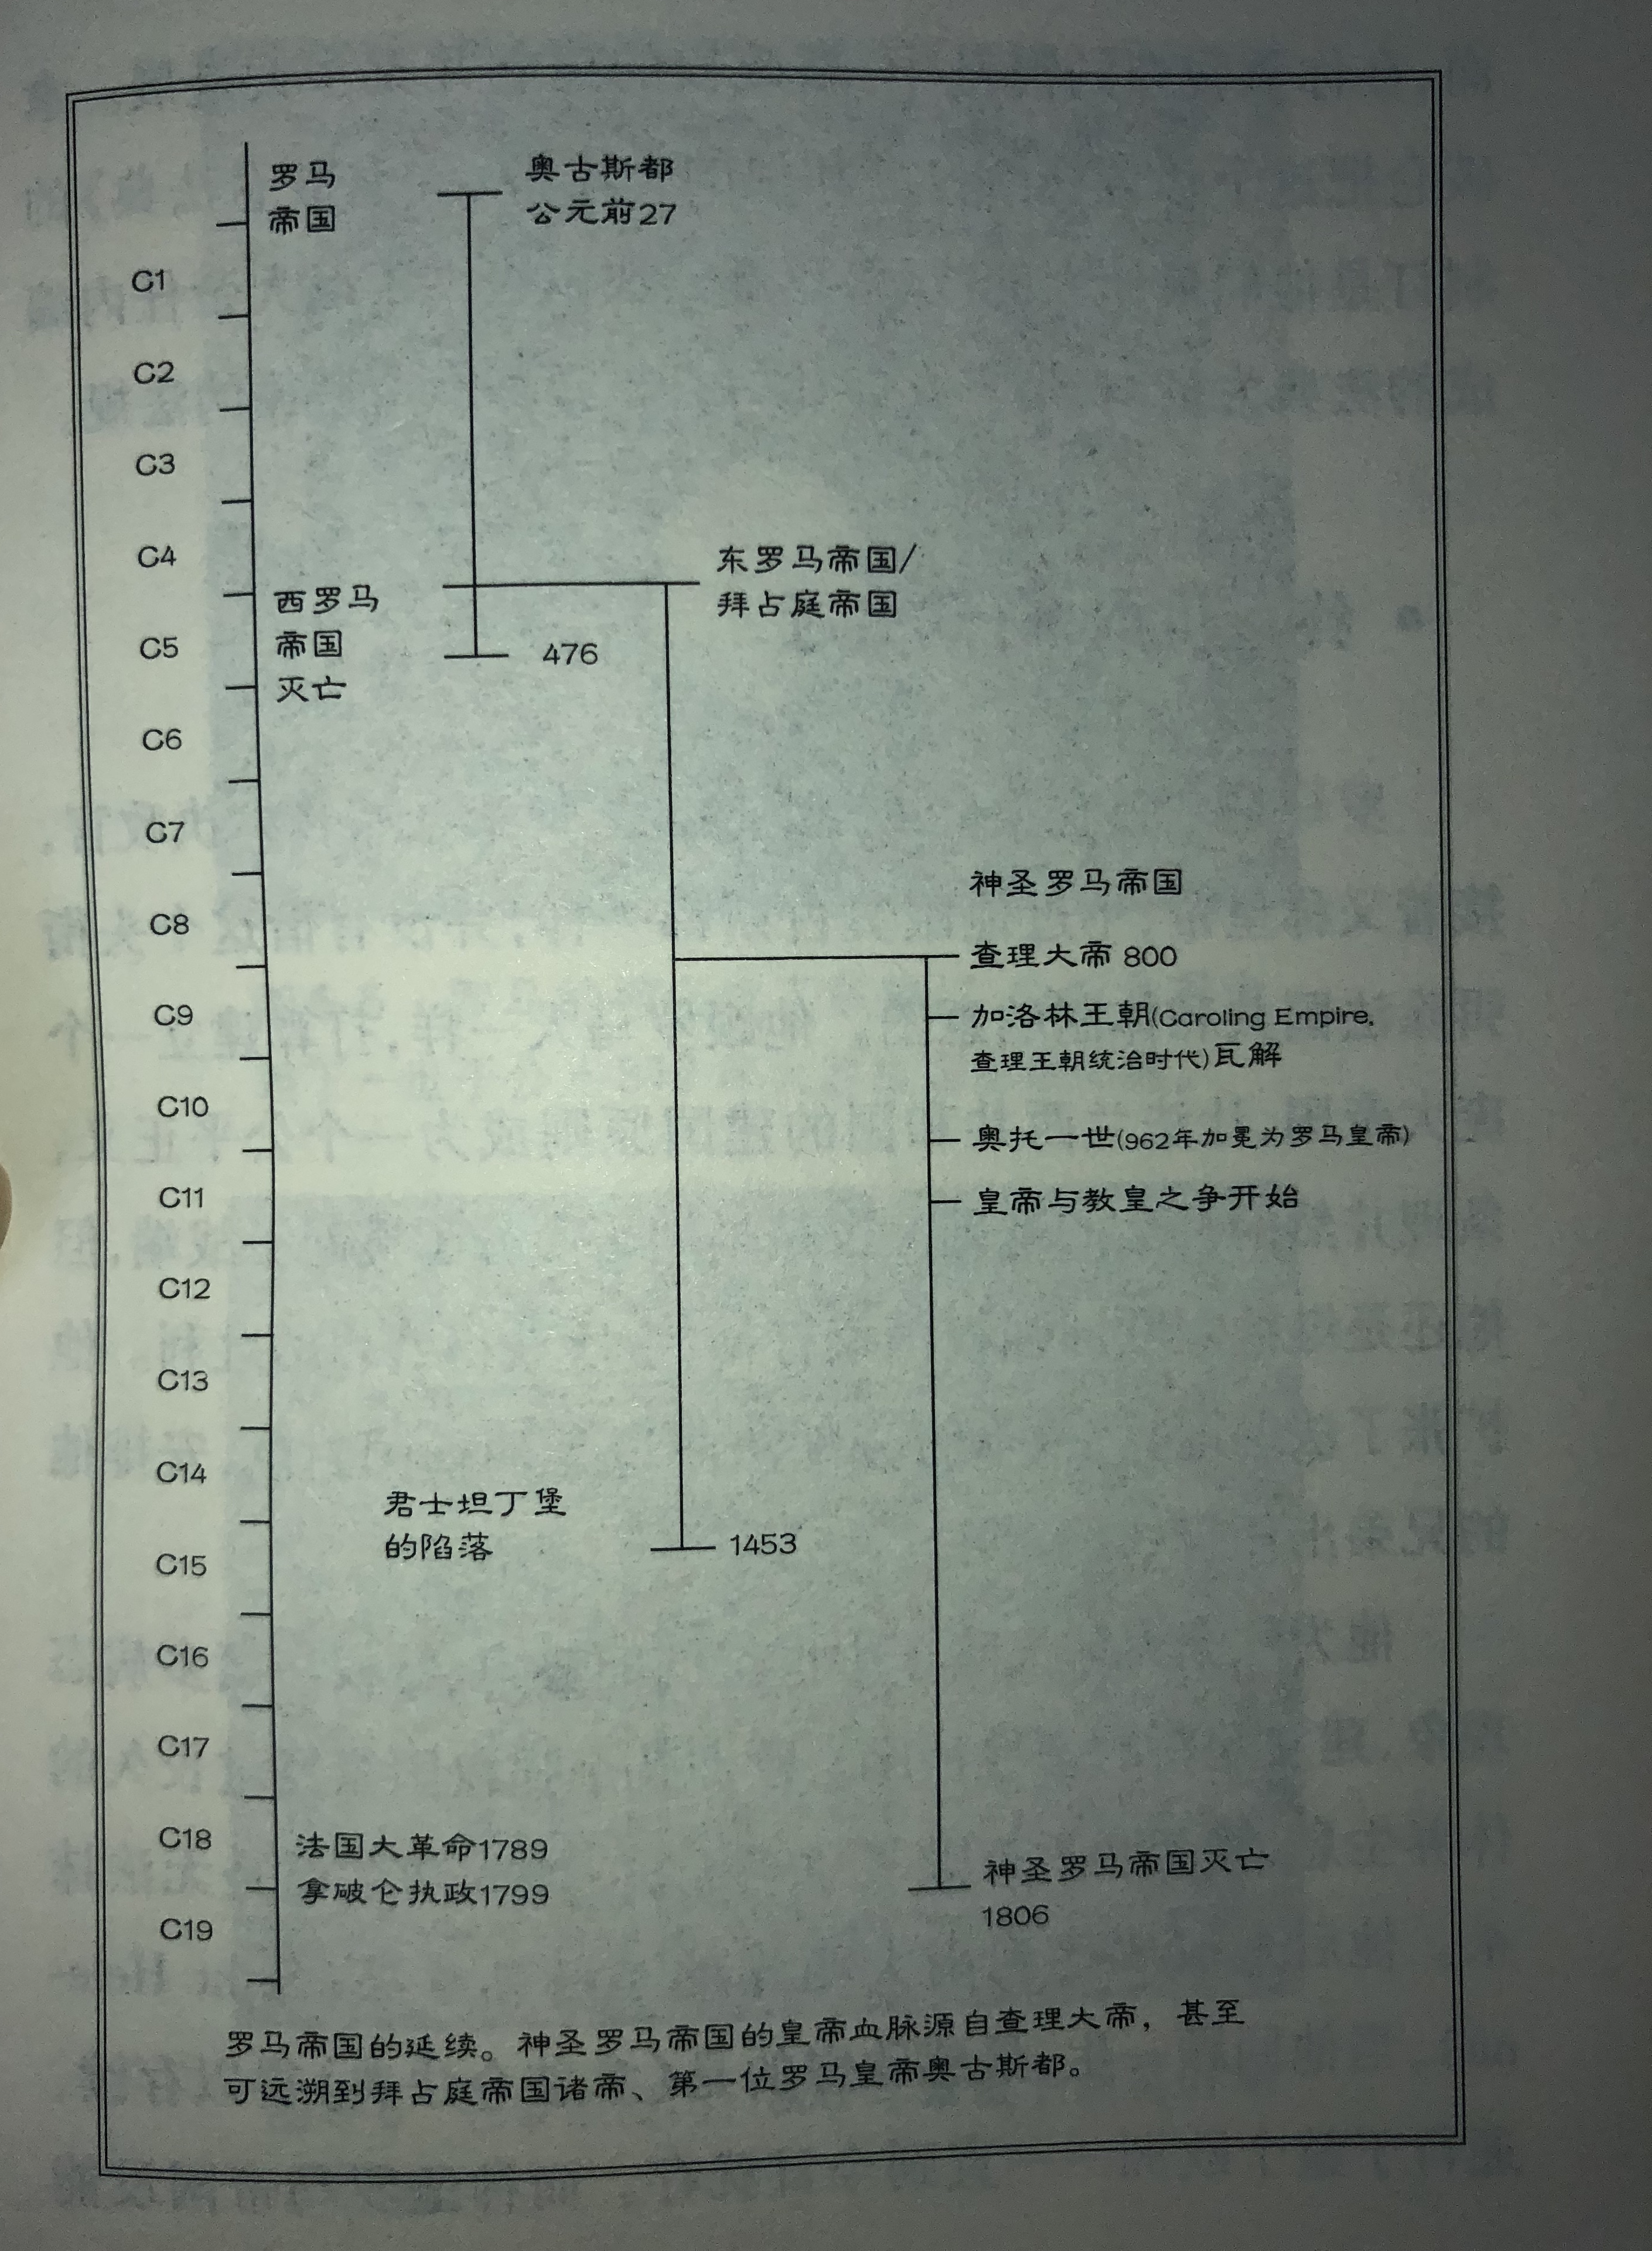 罗马
帝国
奥古斯都
公元前27
C1
C2
C3
C4
东罗马帝国/
拜占庭帝国
西罗马
帝国
灭亡
C5
476
C6
C7
神圣罗马帝国
C8
查理大帝 800
C9
加洛林王朝(Caroling Empire,
查理王朝统治时代)瓦解
C10
奥托一世(962年加冕为罗马皇帝)
C11
皇帝与教皇之争开始
C12
C13
C14
君士坦丁堡
的陷落
1453
C15
C16
C17
C18
法国大革命1789
拿破仑执政1799
神圣罗马帝国灭亡
1806
C19
罗马帝国的延续。神圣罗马帝国的皇帝血脉源自查理大帝，甚至
可远溯到拜占庭帝国诸帝、第一位罗马皇帝奥古斯都。